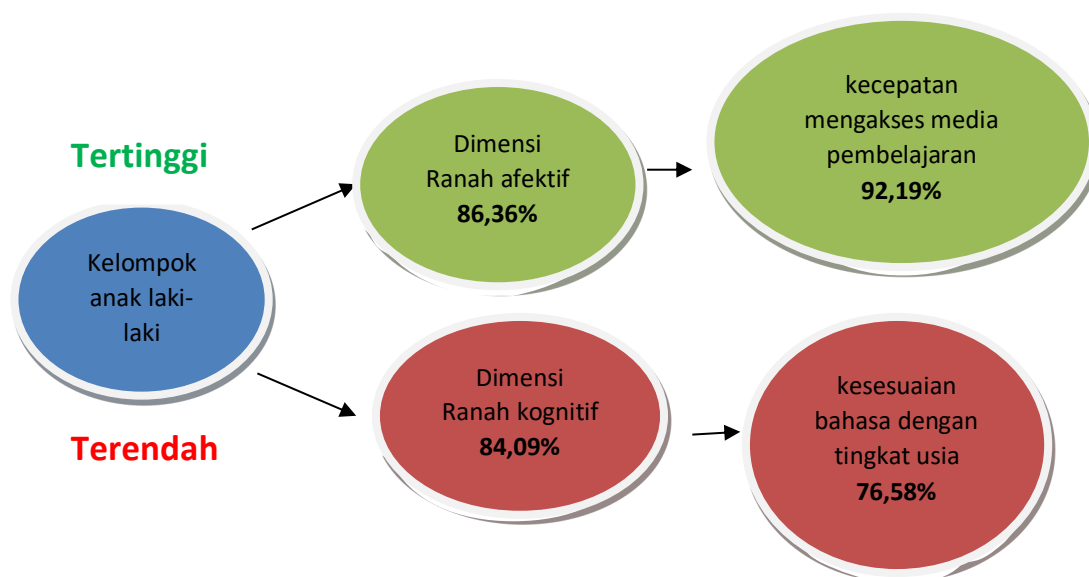 Tertinggi
Kelompok
anak laki-
laki
Terendah
Dimensi
Ranah afektif
86,36%
kecepatan
mengakses media
pembelajaran
92,19%
Dimensi
Ranah kognitif
84,09%
kesesuaian
bahasa dengan
tingkat usia
76,58%